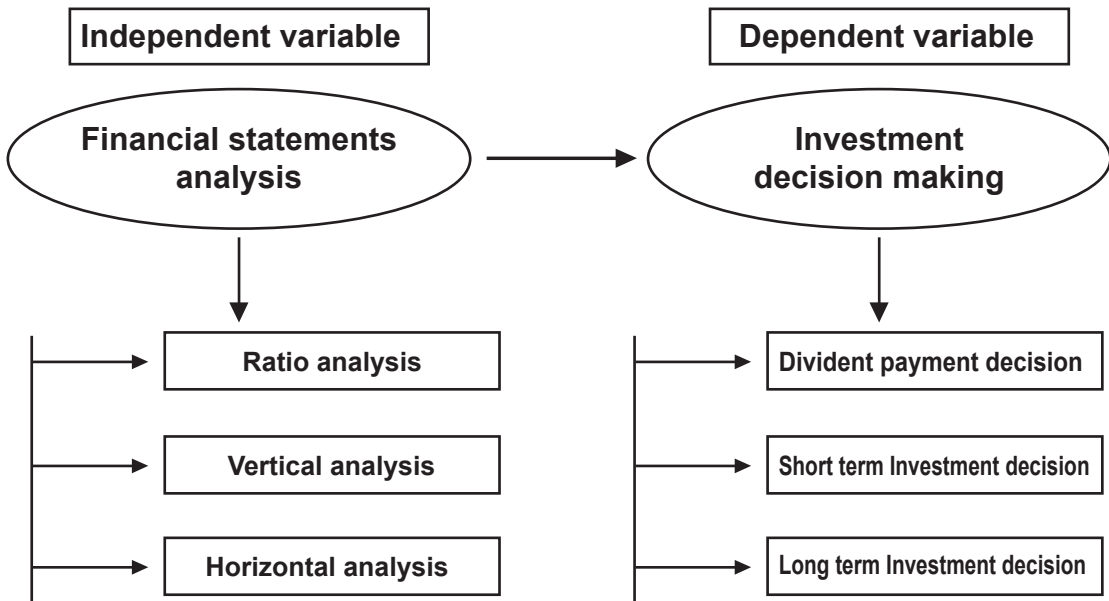 Independent variable
Dependent variable
Financial statements
analysis
Investment
decision making
Ratio analysis
Divident payment decision
Vertical analysis
Short term Investment decision
Horizontal analysis
Long term Investment decision